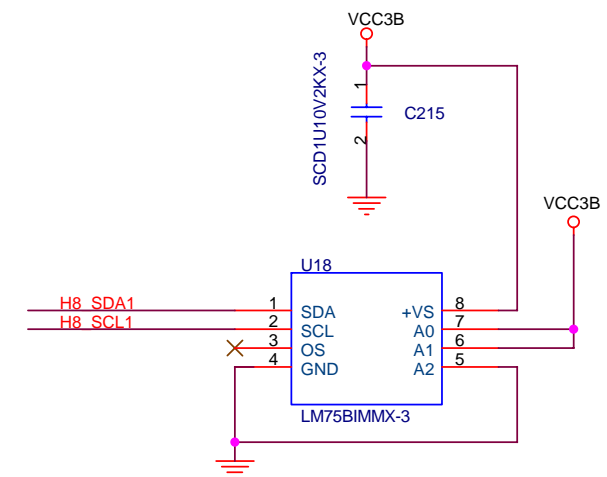 VCC3B
SCD1U10V2KX-3
1
2
C215
VCC3B
U18
H8_SDA1
1
SDA
+VS
8
H8_SCL1
2
SCL
A0
7
3
OS
A1
6
4
GND
A2
5
LM75BIMMX-3